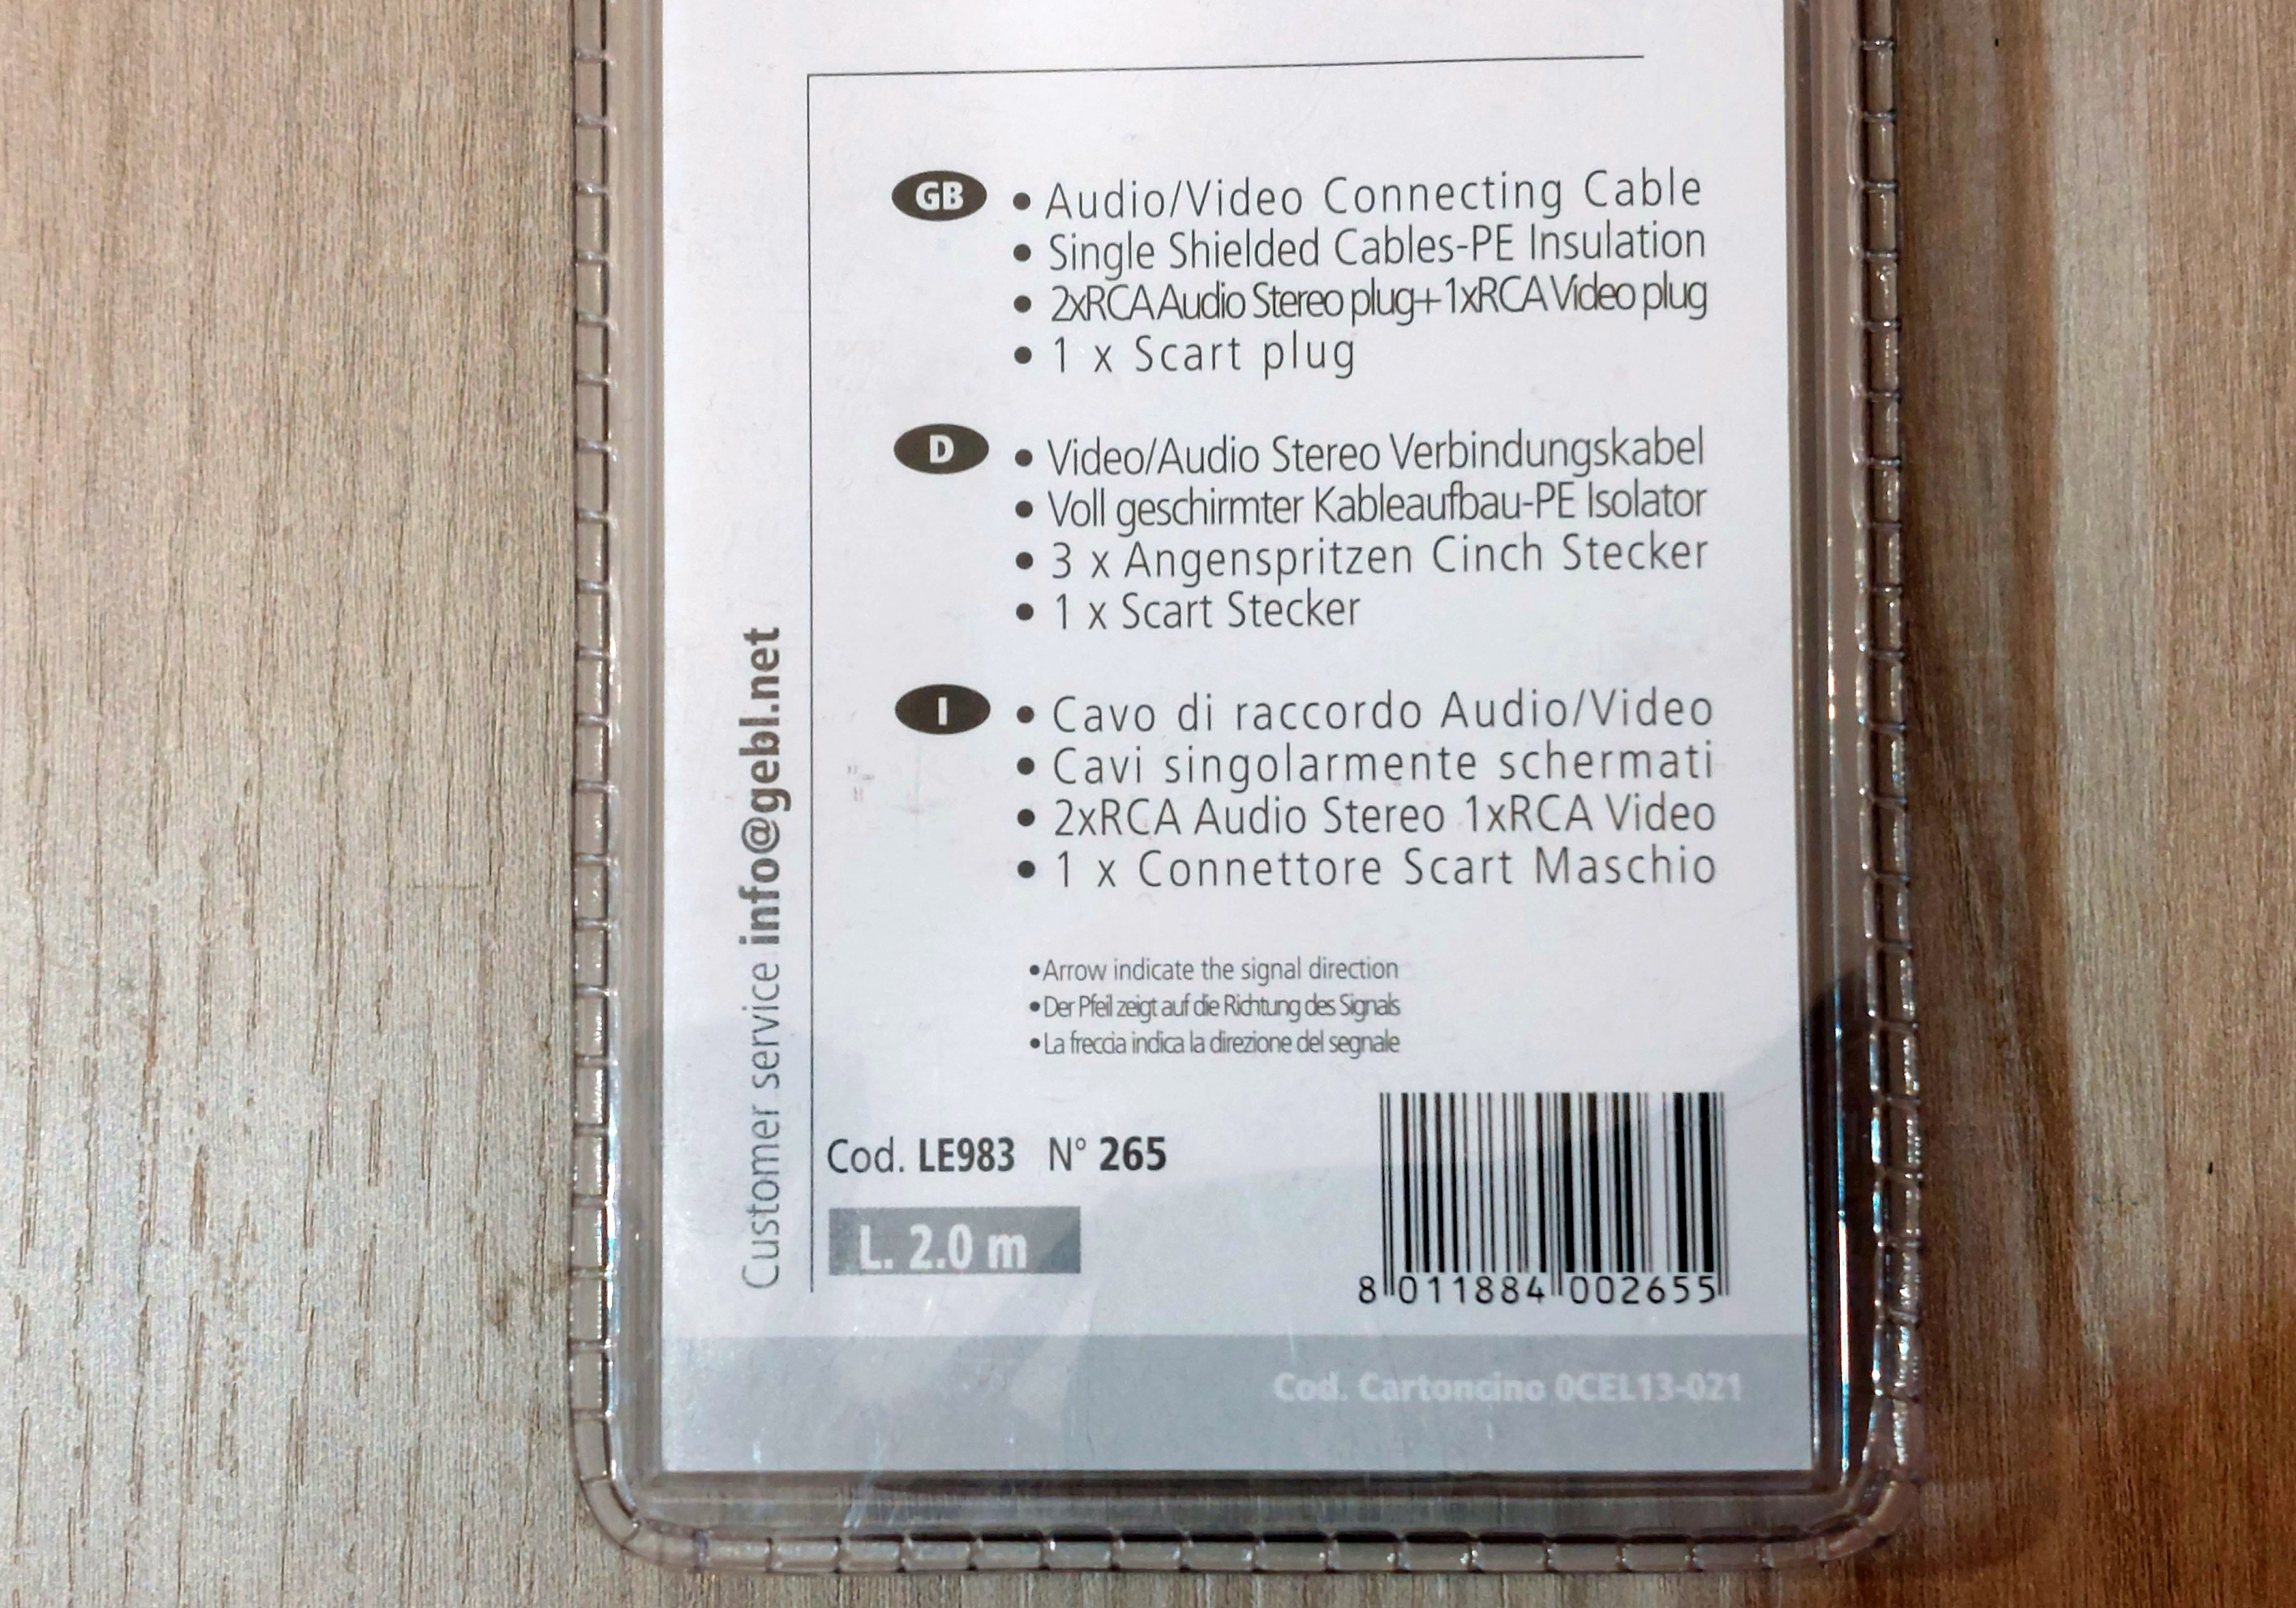 GB • Audio/Video Connecting Cable
• Single Shielded Cables-PE Insulation
• 2xRCA Audio Stereo plug+1xRCA Video plug
• 1 x Scart plug
D • Video/Audio Stereo Verbindungskabel
• Voll geschirmter Kableaufbau-PE Isolator
• 3 x Angenspritzen Cinch Stecker
• 1 x Scart Stecker
I • Cavo di raccordo Audio/Video
• Cavi singolarmente schermati
• 2xRCA Audio Stereo 1xRCA Video
• 1 x Connettore Scart Maschio
• Arrow indicate the signal direction
• Der Pfeil zeigt auf die Richtung des Signals
• La freccia indica la direzione del segnale
Customer service info@gebl.net
Cod. LE983 N° 265
L. 2.0 m
8 011884 002655
Cod. Cartoncino 0CEL13-021